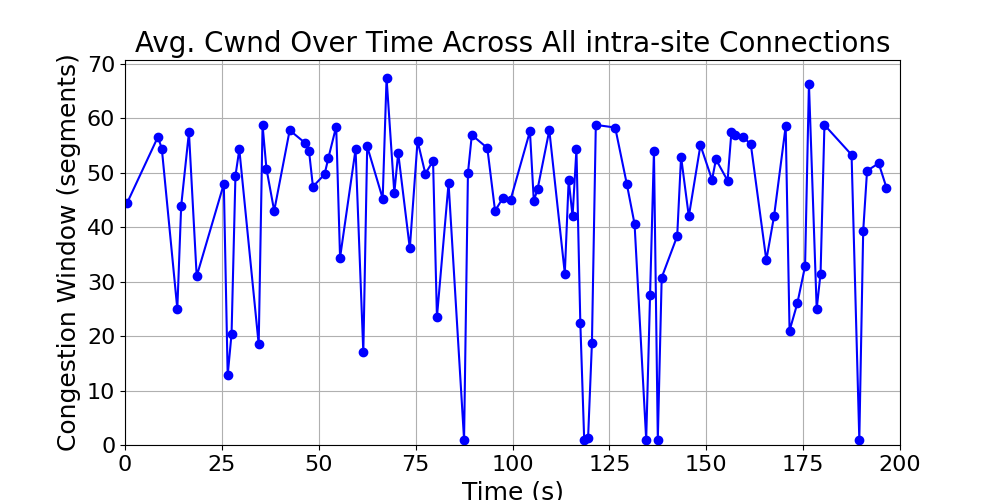 Avg. Cwnd Over Time Across All intra-site Connections
Congestion Window (segments)
70
60
50
40
30
20
10
0
0 25 50 75 100 125 150 175 200
Time (s)